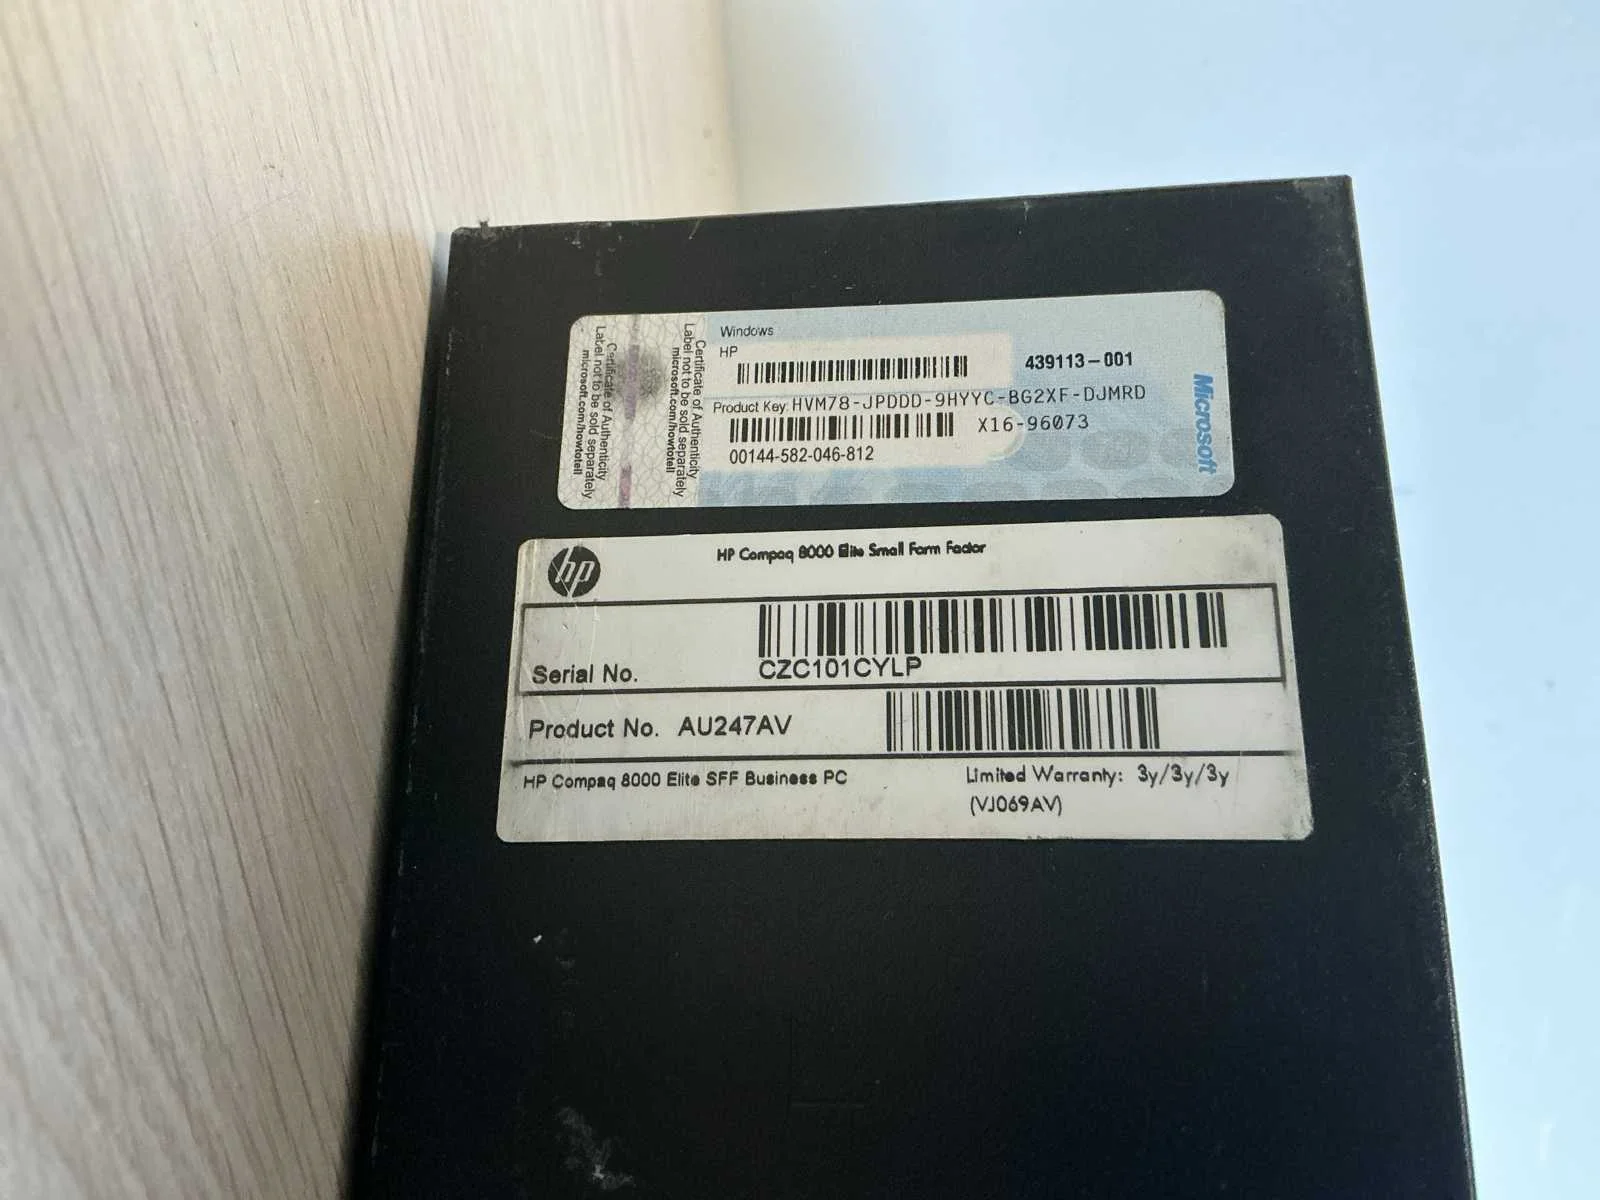 Certificate of Authenticity
Label not to be sold separately
microsoft.com/howtotell
Certificate of Authenticity
Label not to be sold separately
microsoft.com/howtotell
Windows
HP
439113-001
Product Key: HVM78-JPDDD-9HYYC-BG2XF-DJMRD
X16-96073
00144-582-046-812
Microsoft
hp
HP Compaq 8000 Elite Small Form Factor
Serial No. CZC101CYLP
Product No. AU247AV
HP Compaq 8000 Elite SFF Business PC
Limited Warranty: 3y/3y/3y
(VJ069AV)